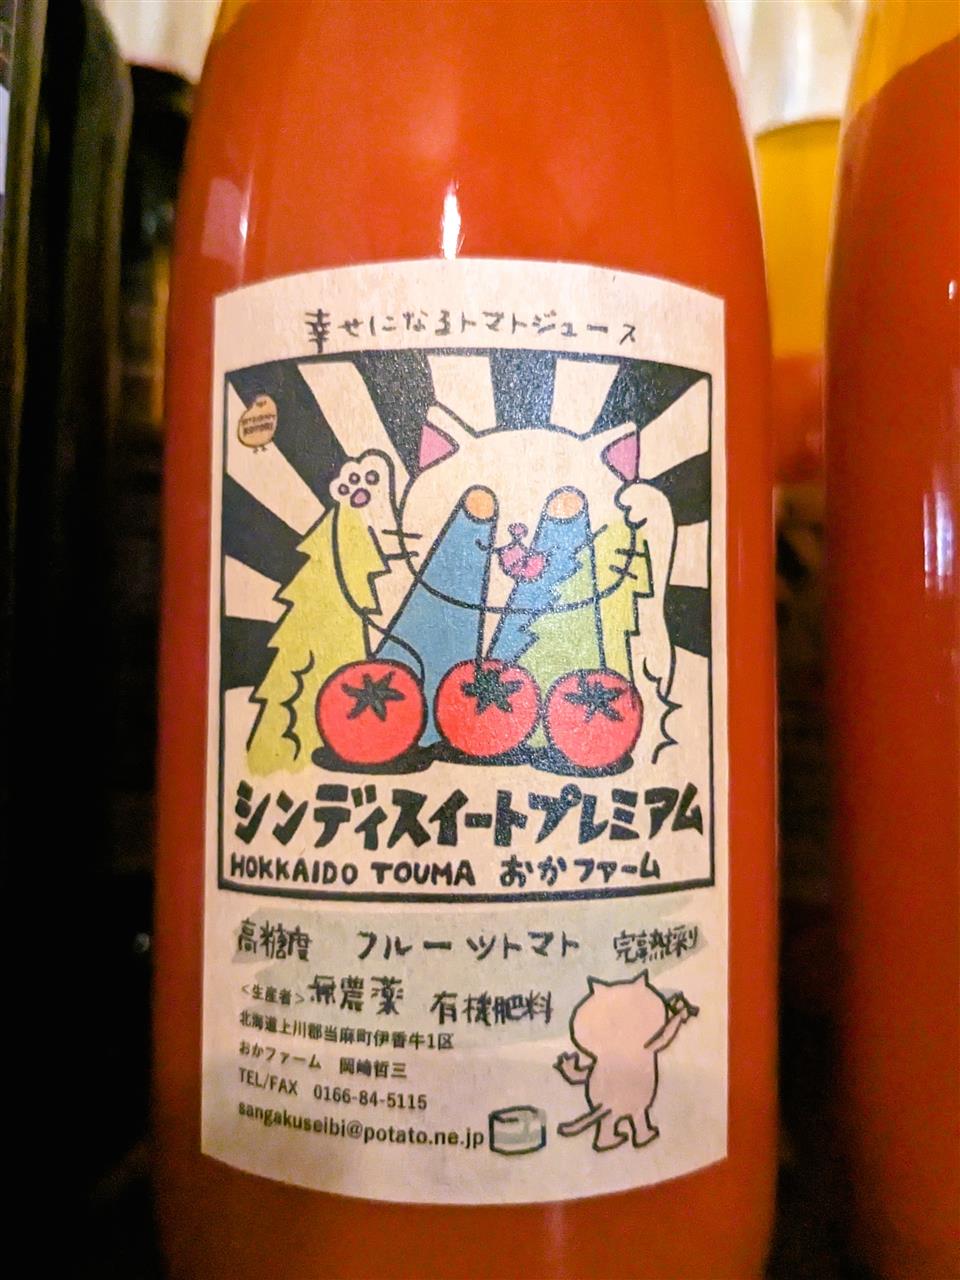 幸せになるトマトジュース
シンディスイートプレミアム
HOKKAIDO TOUMA おかファーム
高糖度 フルーツトマト 完熟採り
<生産者> 無農薬 有機肥料
北海道上川郡当麻町伊香牛1区
おかファーム 岡崎哲三
TEL/FAX 0166-84-5115
sangakuseibi@potato.ne.jp